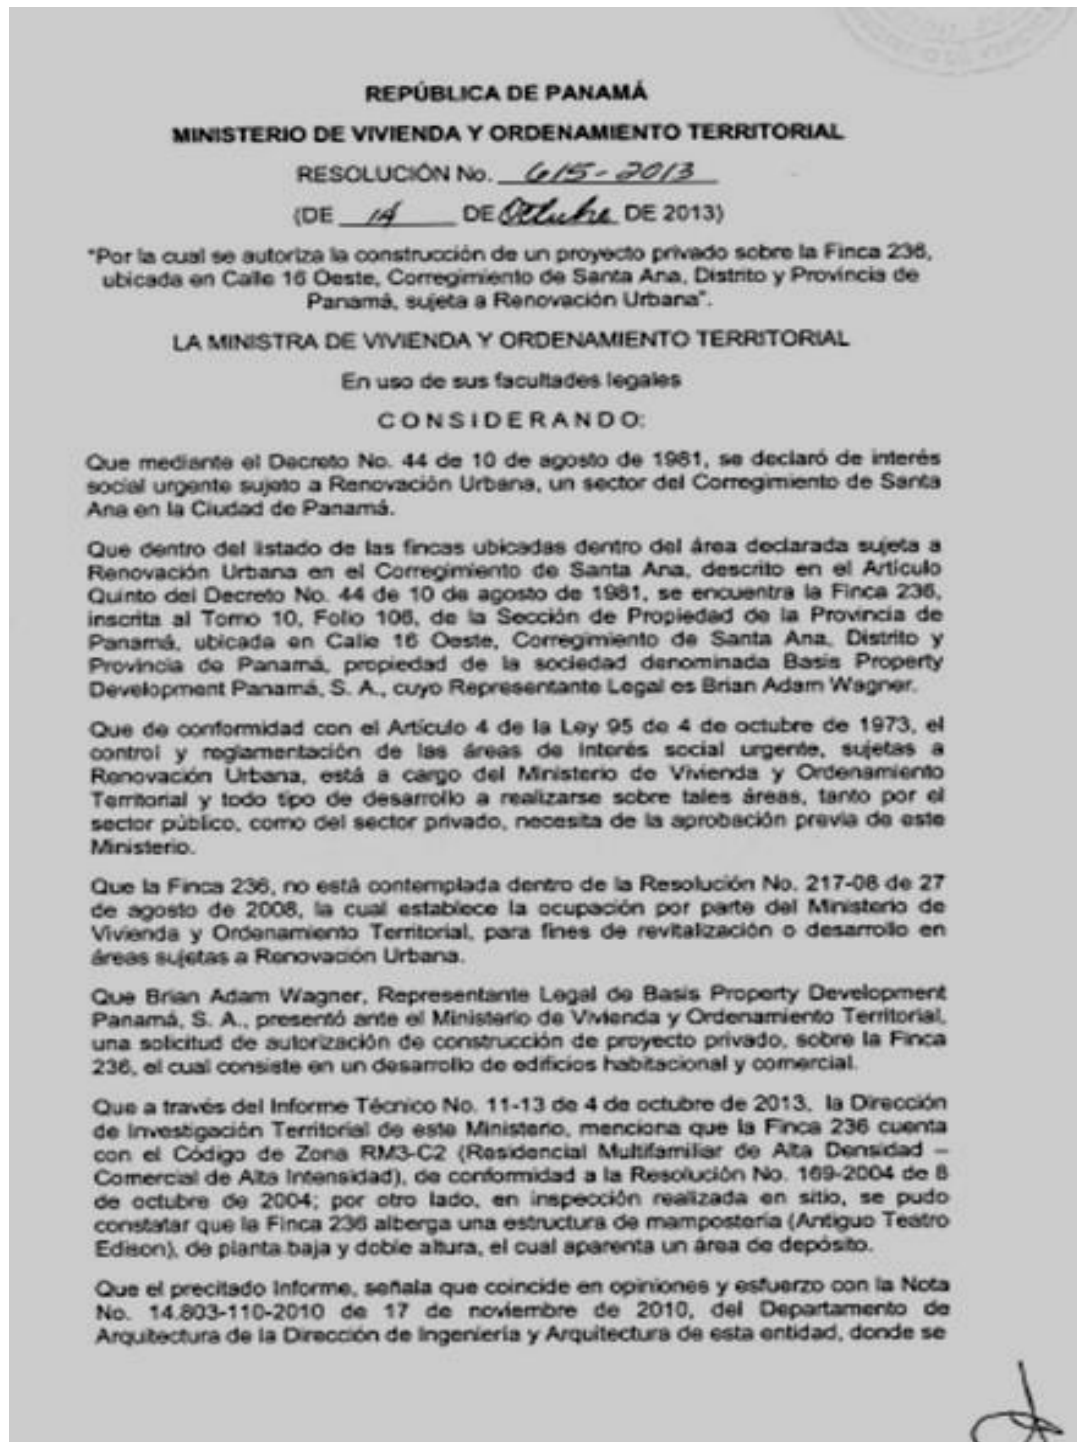 REPÚBLICA DE PANAMÁ
MINISTERIO DE VIVIENDA Y ORDENAMIENTO TERRITORIAL
RESOLUCIÓN No. 615-2013
(DE 14 DE Octubre DE 2013)
"Por la cual se autoriza la construcción de un proyecto privado sobre la Finca 236,
ubicada en Calle 16 Oeste, Corregimiento de Santa Ana, Distrito y Provincia de
Panamá, sujeta a Renovación Urbana".
LA MINISTRA DE VIVIENDA Y ORDENAMIENTO TERRITORIAL
En uso de sus facultades legales
CONSIDERANDO:
Que mediante el Decreto No. 44 de 10 de agosto de 1981, se declaró de interés
social urgente sujeto a Renovación Urbana, un sector del Corregimiento de Santa
Ana en la Ciudad de Panamá.
Que dentro del listado de las fincas ubicadas dentro del área declarada sujeta a
Renovación Urbana en el Corregimiento de Santa Ana, descrito en el Artículo
Quinto del Decreto No. 44 de 10 de agosto de 1981, se encuentra la Finca 236,
inscrita al Tomo 10, Folio 106, de la Sección de Propiedad de la Provincia de
Panamá, ubicada en Calle 16 Oeste, Corregimiento de Santa Ana, Distrito y
Provincia de Panamá, propiedad de la sociedad denominada Basis Property
Development Panamá, S. A., cuyo Representante Legal es Brian Adam Wagner.
Que de conformidad con el Artículo 4 de la Ley 95 de 4 de octubre de 1973, el
control y reglamentación de las áreas de interés social urgente, sujetas a
Renovación Urbana, está a cargo del Ministerio de Vivienda y Ordenamiento
Territorial y todo tipo de desarrollo a realizarse sobre tales áreas, tanto por el
sector público, como del sector privado, necesita de la aprobación previa de este
Ministerio.
Que la Finca 236, no está contemplada dentro de la Resolución No. 217-08 de 27
de agosto de 2008, la cual establece la ocupación por parte del Ministerio de
Vivienda y Ordenamiento Territorial, para fines de revitalización o desarrollo en
áreas sujetas a Renovación Urbana.
Que Brian Adam Wagner, Representante Legal de Basis Property Development
Panamá, S. A., presentó ante el Ministerio de Vivienda y Ordenamiento Territorial,
una solicitud de autorización de construcción de proyecto privado, sobre la Finca
236, el cual consiste en un desarrollo de edificios habitacional y comercial.
Que a través del Informe Técnico No. 11-13 de 4 de octubre de 2013, la Dirección
de Investigación Territorial de este Ministerio, menciona que la Finca 236 cuenta
con el Código de Zona RM3-C2 (Residencial Multifamiliar de Alta Densidad –
Comercial de Alta Intensidad), de conformidad a la Resolución No. 169-2004 de 8
de octubre de 2004; por otro lado, en inspección realizada en sitio, se pudo
constatar que la Finca 236 alberga una estructura de mampostería (Antiguo Teatro
Edison), de planta baja y doble altura, el cual aparenta un área de depósito.
Que el precitado Informe, señala que coincide en opiniones y esfuerzo con la Nota
No. 14.803-110-2010 de 17 de noviembre de 2010, del Departamento de
Arquitectura de la Dirección de Ingeniería y Arquitectura de esta entidad, donde se